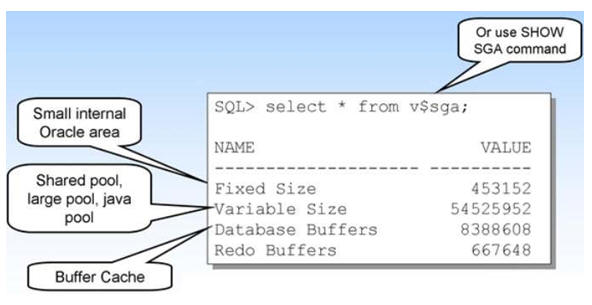 Or use SHOW
SGA command
SQL> select * from v$sga;
Small internal
Oracle area
NAME VALUE
-------------------- ----------
Shared pool,
large pool, java
pool
Fixed Size 453152
Variable Size 54525952
Database Buffers 8388608
Redo Buffers 667648
Buffer Cache